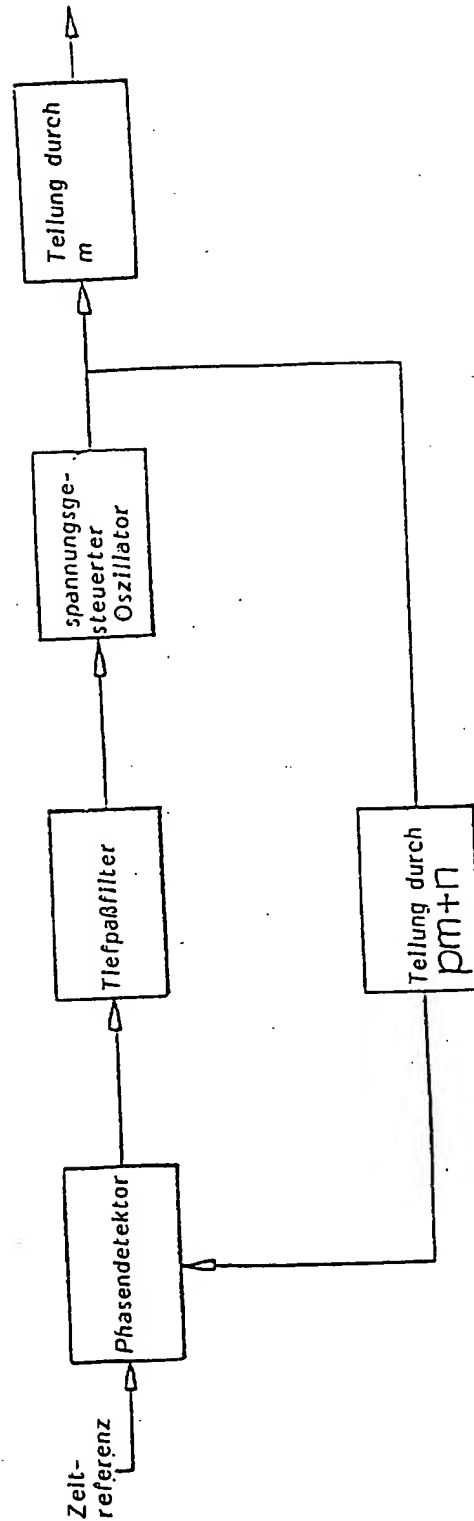 Zeit-
referenz
Phasendetektor
Tiefpaßfilter
spannungsge-
steuerter
Oszillator
Teilung durch
m
Teilung durch
pm+n